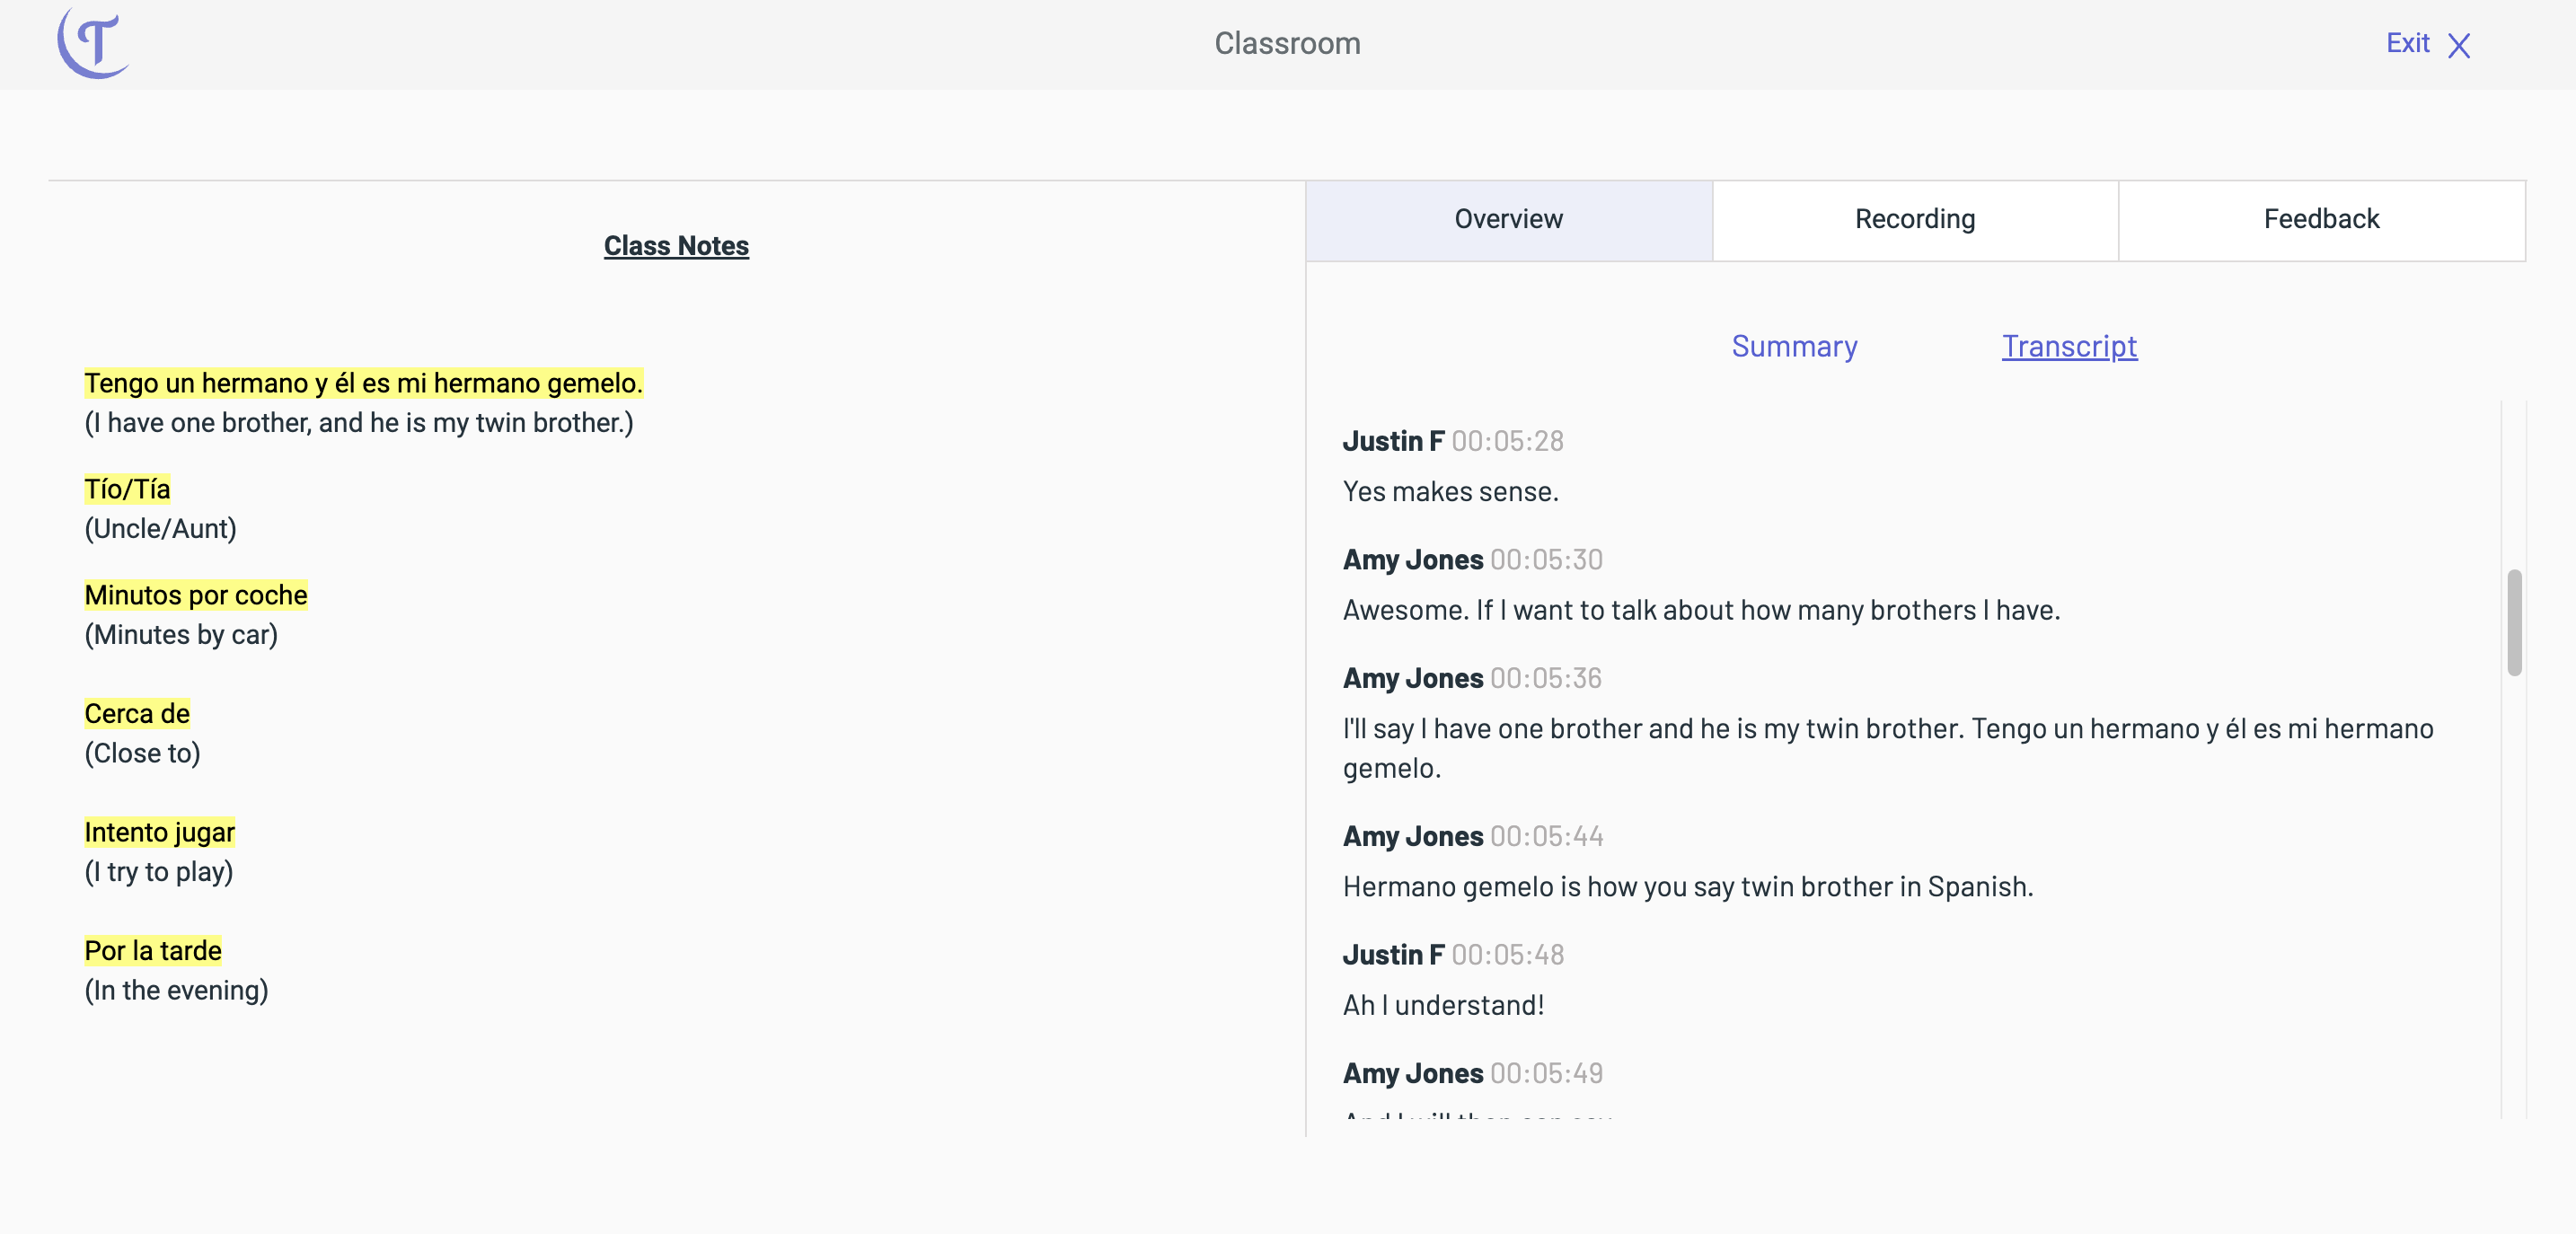 Classroom
Exit
Class Notes
Tengo un hermano y él es mi hermano gemelo.
(I have one brother, and he is my twin brother.)
Tío/Tía
(Uncle/Aunt)
Minutos por coche
(Minutes by car)
Cerca de
(Close to)
Intento jugar
(I try to play)
Por la tarde
(In the evening)
Overview
Recording
Feedback
Summary
Transcript
Justin F 00:05:28
Yes makes sense.
Amy Jones 00:05:30
Awesome. If I want to talk about how many brothers I have.
Amy Jones 00:05:36
I'll say I have one brother and he is my twin brother. Tengo un hermano y él es mi hermano
gemelo.
Amy Jones 00:05:44
Hermano gemelo is how you say twin brother in Spanish.
Justin F 00:05:48
Ah I understand!
Amy Jones 00:05:49